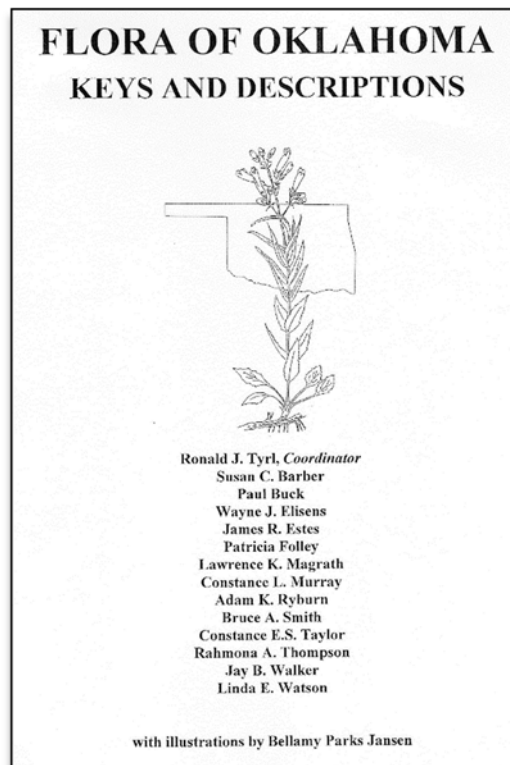 FLORA OF OKLAHOMA
KEYS AND DESCRIPTIONS
Ronald J. Tyrl, Coordinator
Susan C. Barber
Paul Buck
Wayne J. Elisens
James R. Estes
Patricia Folley
Lawrence K. Magrath
Constance L. Murray
Adam K. Ryburn
Bruce A. Smith
Constance E.S. Taylor
Rahmona A. Thompson
Jay B. Walker
Linda E. Watson
with illustrations by Bellamy Parks Jansen